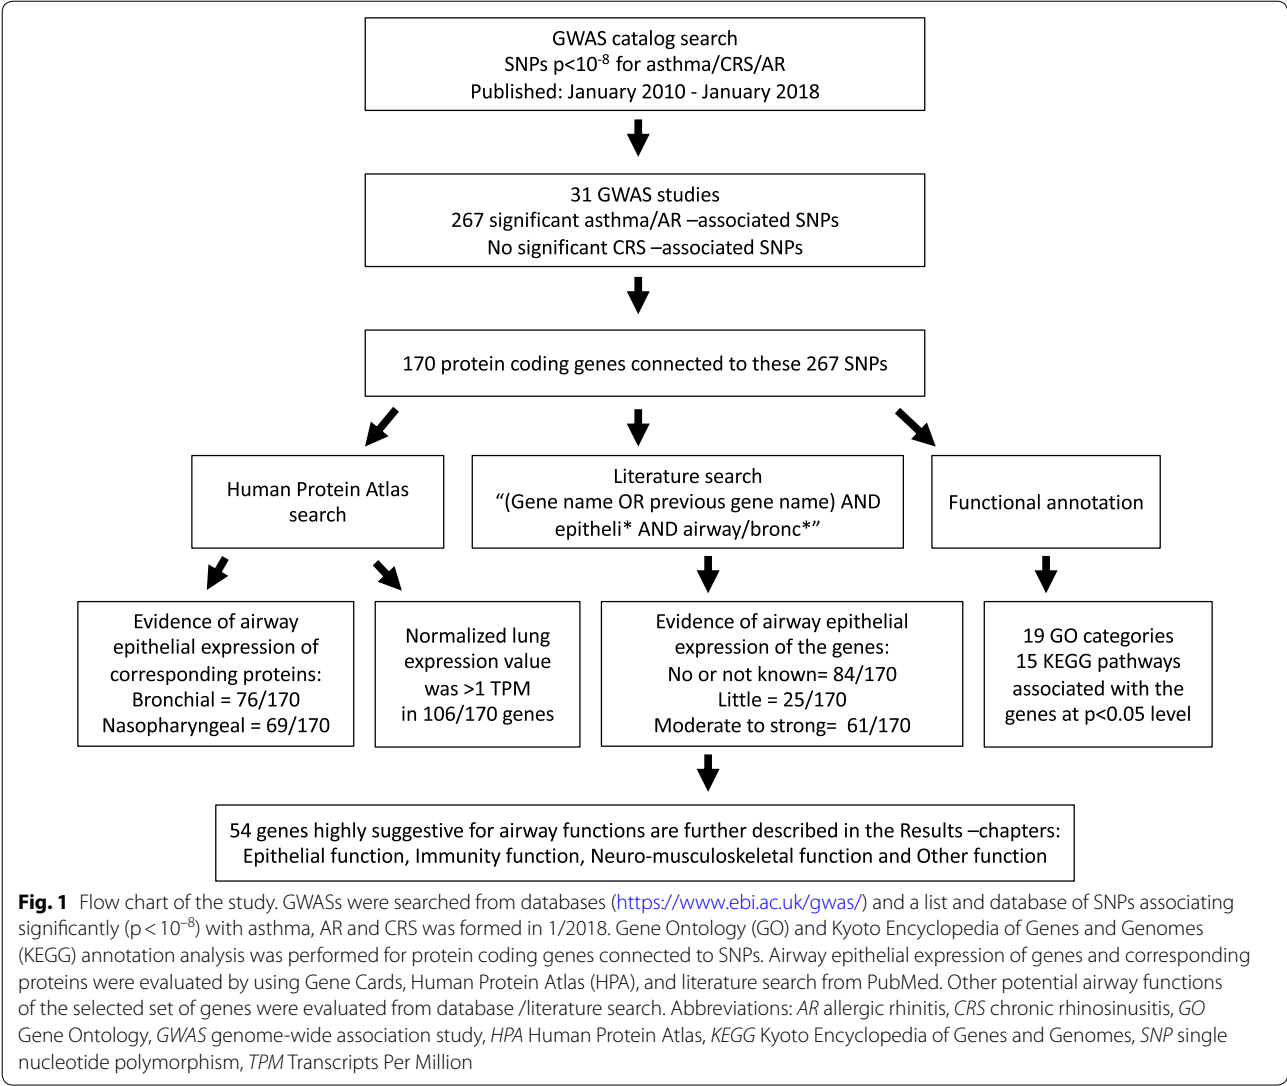 GWAS catalog search
SNPs p<10⁻⁸ for asthma/CRS/AR
Published: January 2010 - January 2018
31 GWAS studies
267 significant asthma/AR –associated SNPs
No significant CRS –associated SNPs
170 protein coding genes connected to these 267 SNPs
Human Protein Atlas
search
Literature search
“(Gene name OR previous gene name) AND
epitheli* AND airway/bronc*”
Functional annotation
Evidence of airway
epithelial expression of
corresponding proteins:
Bronchial = 76/170
Nasopharyngeal = 69/170
Normalized lung
expression value
was >1 TPM
in 106/170 genes
Evidence of airway epithelial
expression of the genes:
No or not known= 84/170
Little = 25/170
Moderate to strong=  61/170
19 GO categories
15 KEGG pathways
associated with the
genes at p<0.05 level
54 genes highly suggestive for airway functions are further described in the Results –chapters:
Epithelial function, Immunity function, Neuro-musculoskeletal function and Other function
Fig. 1 Flow chart of the study. GWASs were searched from databases (https://www.ebi.ac.uk/gwas/) and a list and database of SNPs associating
significantly (p < 10⁻⁸) with asthma, AR and CRS was formed in 1/2018. Gene Ontology (GO) and Kyoto Encyclopedia of Genes and Genomes
(KEGG) annotation analysis was performed for protein coding genes connected to SNPs. Airway epithelial expression of genes and corresponding
proteins were evaluated by using Gene Cards, Human Protein Atlas (HPA), and literature search from PubMed. Other potential airway functions
of the selected set of genes were evaluated from database /literature search. Abbreviations: AR allergic rhinitis, CRS chronic rhinosinusitis, GO
Gene Ontology, GWAS genome-wide association study, HPA Human Protein Atlas, KEGG Kyoto Encyclopedia of Genes and Genomes, SNP single
nucleotide polymorphism, TPM Transcripts Per Million